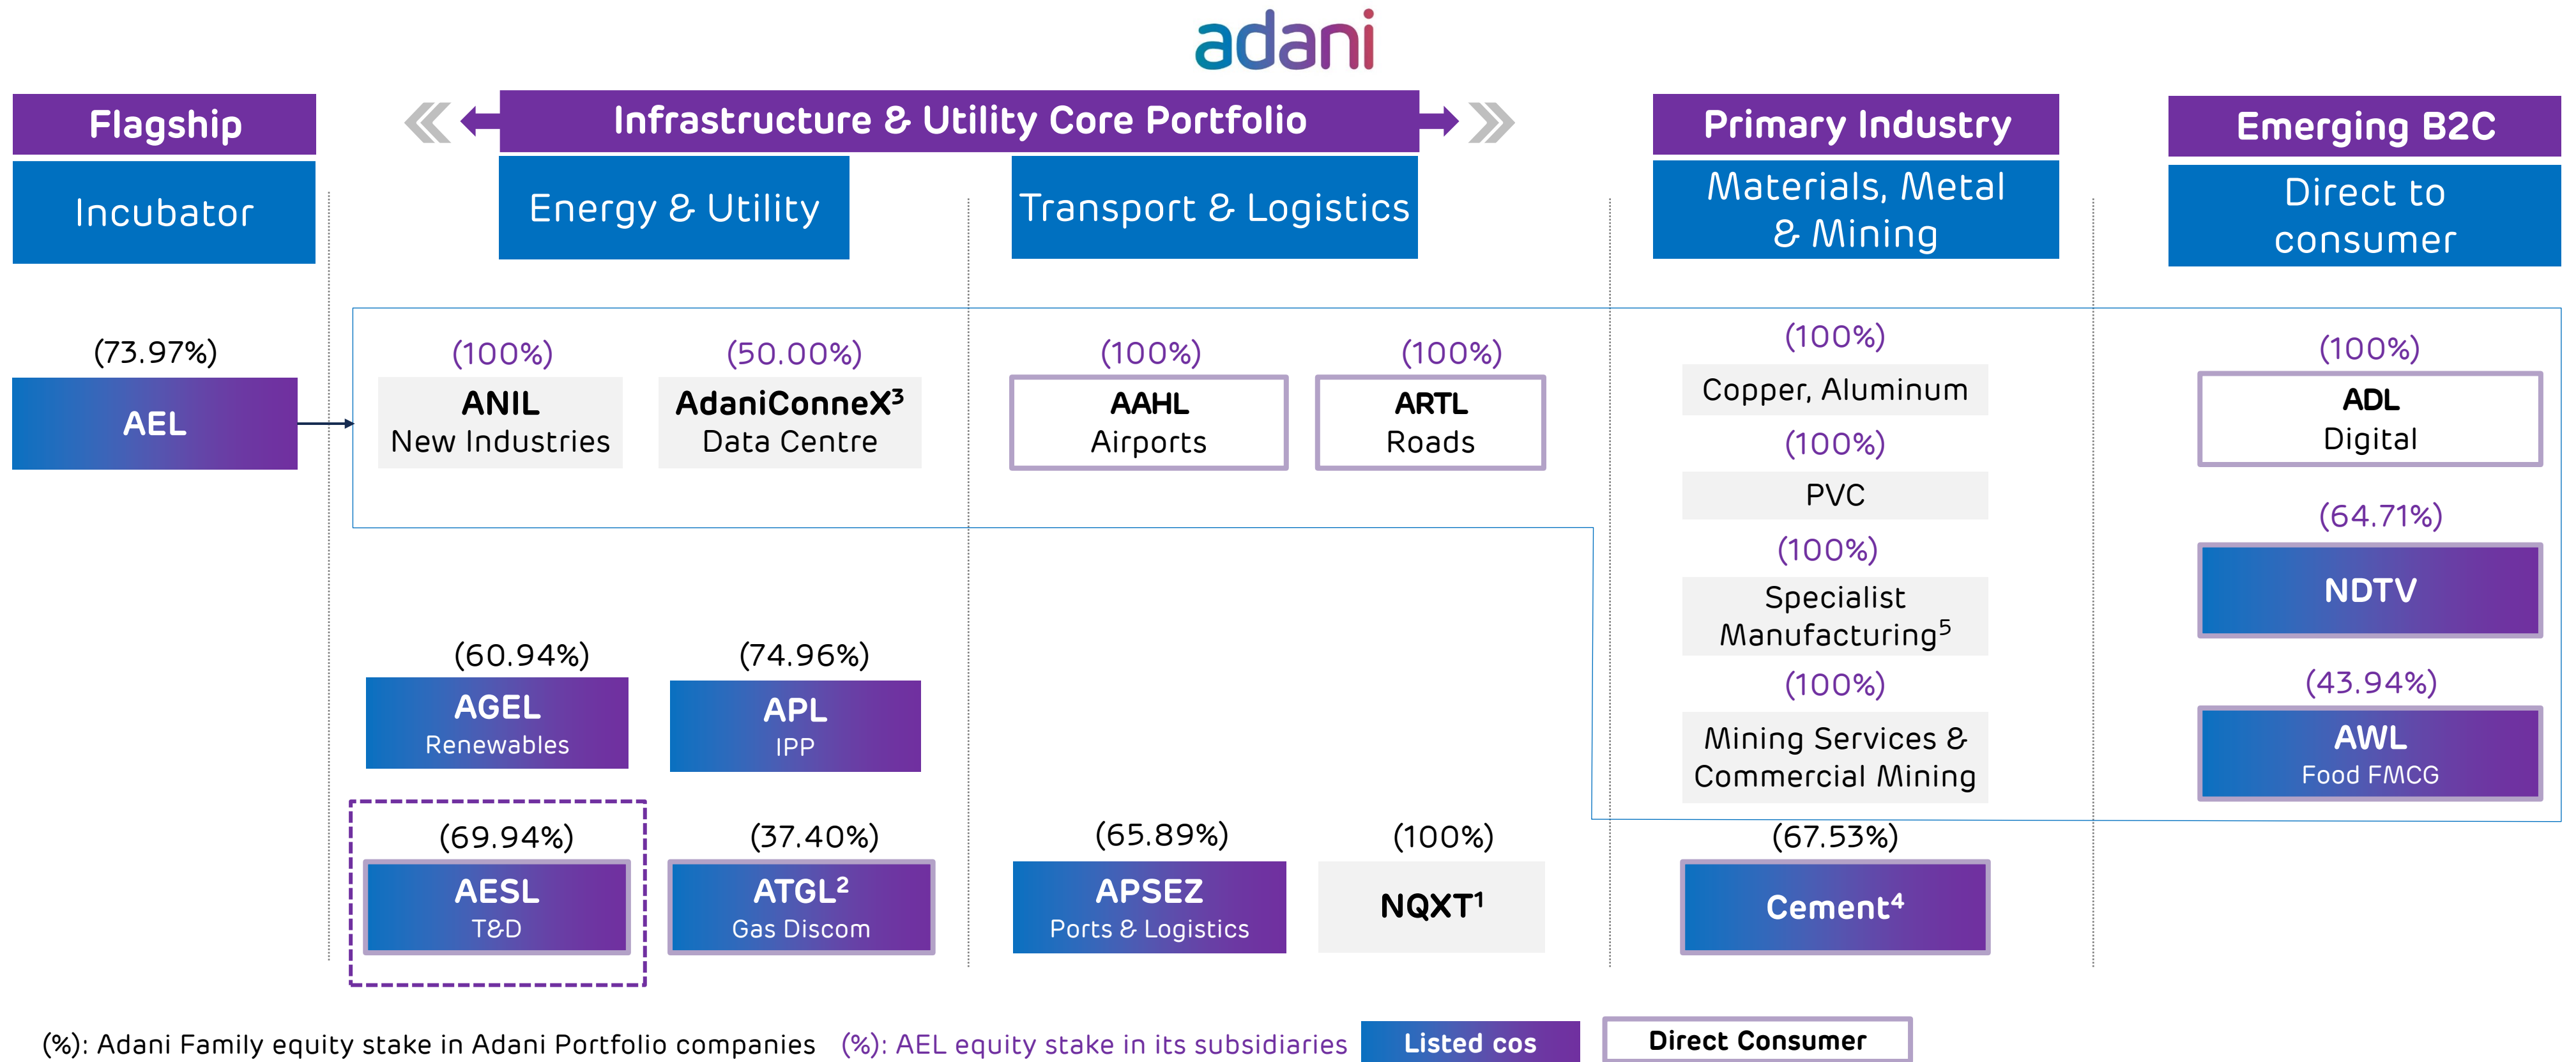 adani
Flagship
Infrastructure & Utility Core Portfolio
Primary Industry
Emerging B2C
Incubator
Energy & Utility
Transport & Logistics
Materials, Metal
& Mining
Direct to
consumer
(73.97%)
AEL
(100%)
ANIL
New Industries
(50.00%)
AdaniConneX³
Data Centre
(100%)
AAHL
Airports
(100%)
ARTL
Roads
(100%)
Copper, Aluminum
(100%)
PVC
(100%)
Specialist
Manufacturing⁵
(100%)
Mining Services &
Commercial Mining
(100%)
ADL
Digital
(64.71%)
NDTV
(43.94%)
AWL
Food FMCG
(60.94%)
AGEL
Renewables
(74.96%)
APL
IPP
(69.94%)
AESL
T&D
(37.40%)
ATGL²
Gas Discom
(65.89%)
APSEZ
Ports & Logistics
(100%)
NQXT¹
(67.53%)
Cement⁴
(%): Adani Family equity stake in Adani Portfolio companies
(%): AEL equity stake in its subsidiaries
Listed cos
Direct Consumer